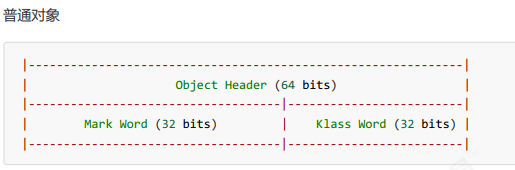 普通对象
|--------------------------------------------------------------|
|                     Object Header (64 bits)                  |
|------------------------------------|-------------------------|
|        Mark Word (32 bits)         |    Klass Word (32 bits) |
|------------------------------------|-------------------------|